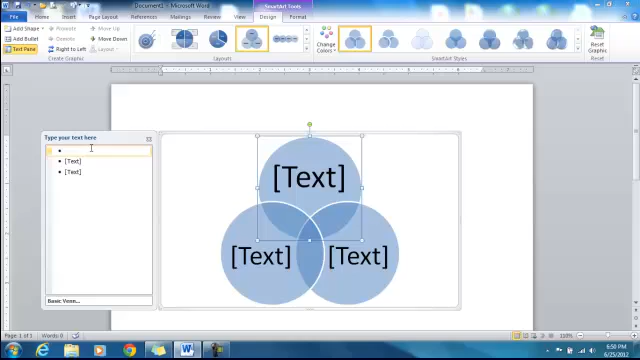 Document1 - Microsoft Word
SmartArt Tools
File Home Insert Page Layout References Mailings Review View Design Format
Add Shape Promote Move Up
Add Bullet Demote Move Down
Text Pane Right to Left Layout
Change Colors
Reset Graphic
Create Graphic Layouts SmartArt Styles Reset
Type your text here
[Text]
[Text]
Basic Venn...
[Text]
[Text] [Text]
Page: 1 of 1 Words: 0
110%
6:50 PM
6/25/2012